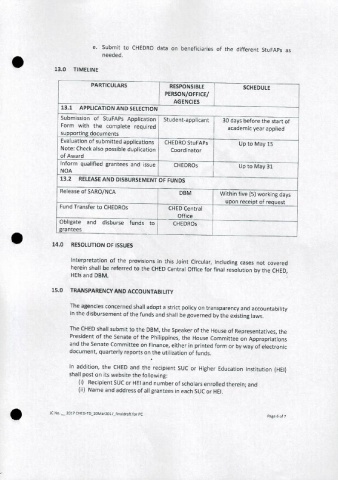 e. Submit to CHEDRO data on beneficiaries of the different StuFAPs as
needed.
13.0 TIMELINE
PARTICULARS
RESPONSIBLE
PERSON/OFFICE/
AGENCIES
SCHEDULE
13.1 APPLICATION AND SELECTION
Submission of StuFAPs Application
Form with the complete required
supporting documents
Student-applicant
30 days before the start of
academic year applied
Evaluation of submitted applications
Note: Check also possible duplication
of Award
CHEDRO StuFAPs
Coordinator
Up to May 15
Inform qualified grantees and issue
NOA
CHEDROs
Up to May 31
13.2 RELEASE AND DISBURSEMENT OF FUNDS
Release of SARO/NCA
DBM
Within five (5) working days
upon receipt of request
Fund Transfer to CHEDROs
CHED Central
Office
Obligate and disburse funds to
grantees
CHEDROs
14.0 RESOLUTION OF ISSUES
Interpretation of the provisions in this Joint Circular, including cases not covered
herein shall be referred to the CHED Central Office for final resolution by the CHED,
HEIs and DBM.
15.0 TRANSPARENCY AND ACCOUNTABILITY
The agencies concerned shall adopt a strict policy on transparency and accountability
in the disbursement of the funds and shall be governed by the existing laws.
The CHED shall submit to the DBM, the Speaker of the House of Representatives, the
President of the Senate of the Philippines, the House Committee on Appropriations
and the Senate Committee on Finance, either in printed form or by way of electronic
document, quarterly reports on the utilization of funds.
In addition, the CHED and the recipient SUC or Higher Education Institution (HEI)
shall post on its website the following:
(i) Recipient SUC or HEI and number of scholars enrolled therein; and
(ii) Name and address of all grantees in each SUC or HEI.
JC No.
Page 6 of 7